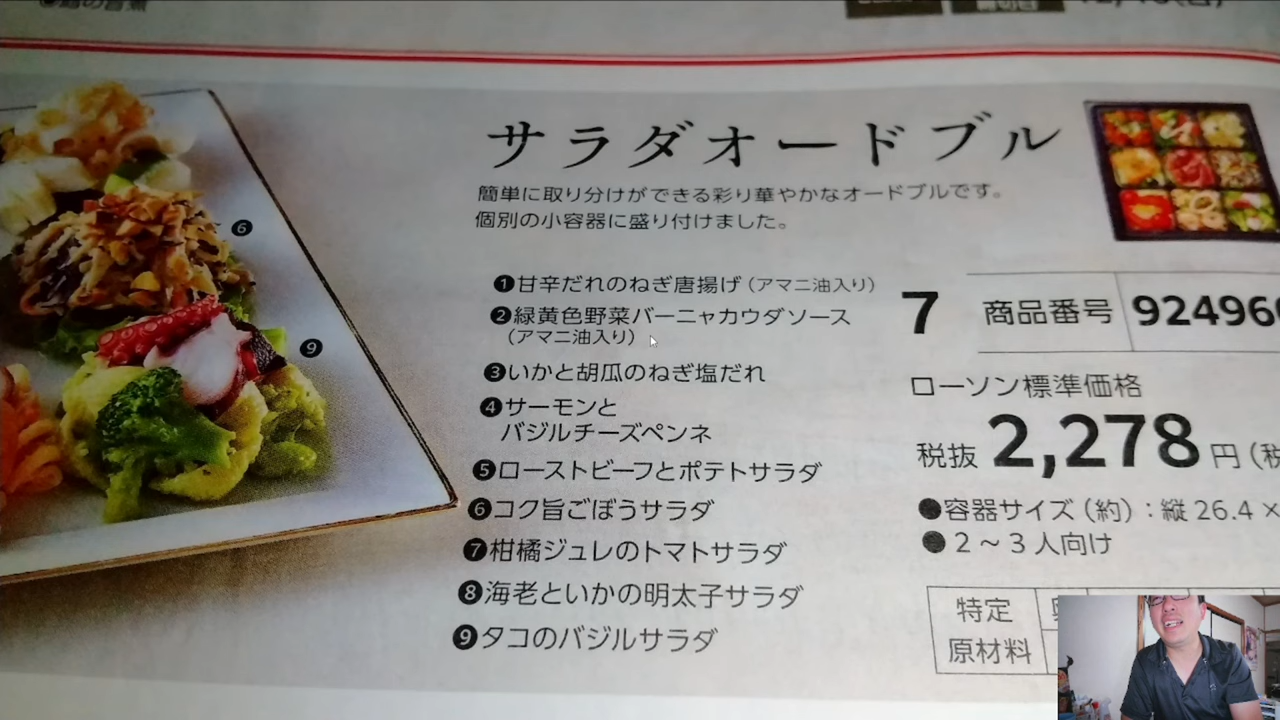 サラダオードブル
簡単に取り分けができる彩り華やかなオードブルです。
個別の小容器に盛り付けました。
❶甘辛だれのねぎ唐揚げ(アマニ油入り)
❷緑黄色野菜バーニャカウダソース
(アマニ油入り)
❸いかと胡瓜のねぎ塩だれ
❹サーモンと
バジルチーズペンネ
❺ローストビーフとポテトサラダ
❻コク旨ごぼうサラダ
❼柑橘ジュレのトマトサラダ
❽海老といかの明太子サラダ
❾タコのバジルサラダ
❻
❾
7 商品番号 92496
ローソン標準価格
税抜 2,278円(税
●容器サイズ(約):縦26.4×
●2~3人向け
特定
原材料